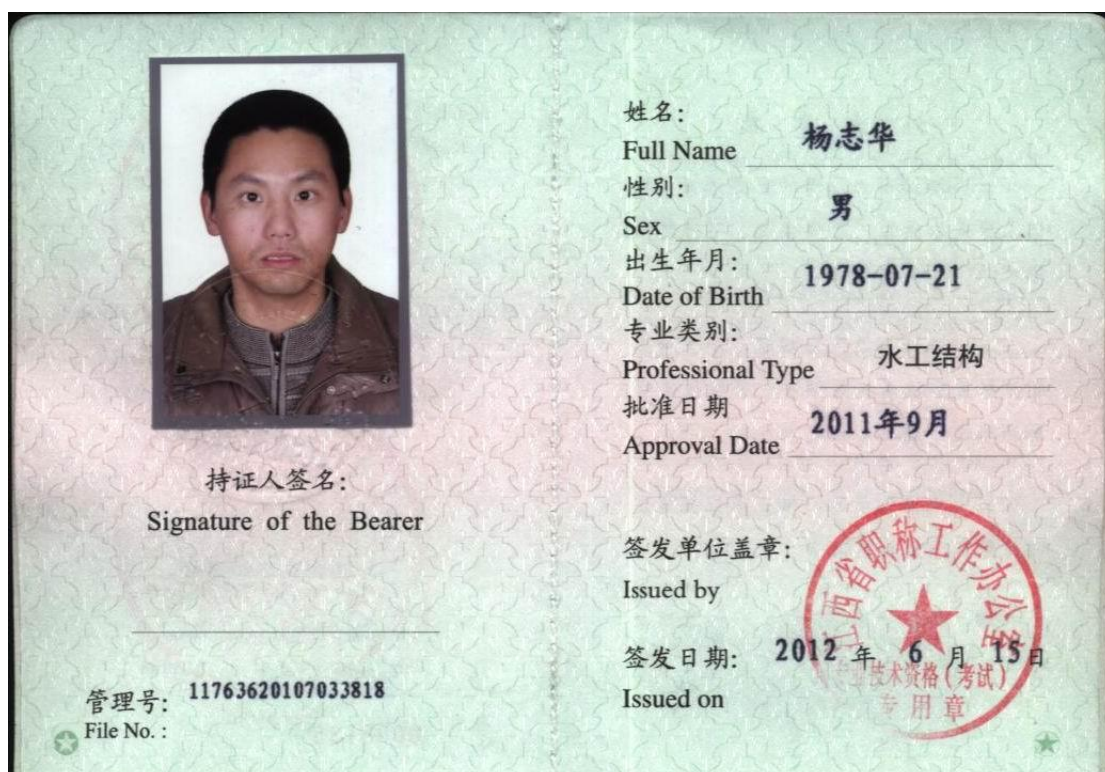 持证人签名:
Signature of the Bearer
管理号: 11763620107033818
File No. :
姓名:
Full Name 杨志华
性别:
Sex 男
出生年月:
Date of Birth 1978-07-21
专业类别:
Professional Type 水工结构
批准日期
Approval Date 2011年9月
签发单位盖章:
Issued by
江西省职称工作办公室
专业技术资格(考试)
专用章
签发日期: 2012 年 6 月 15 日
Issued on